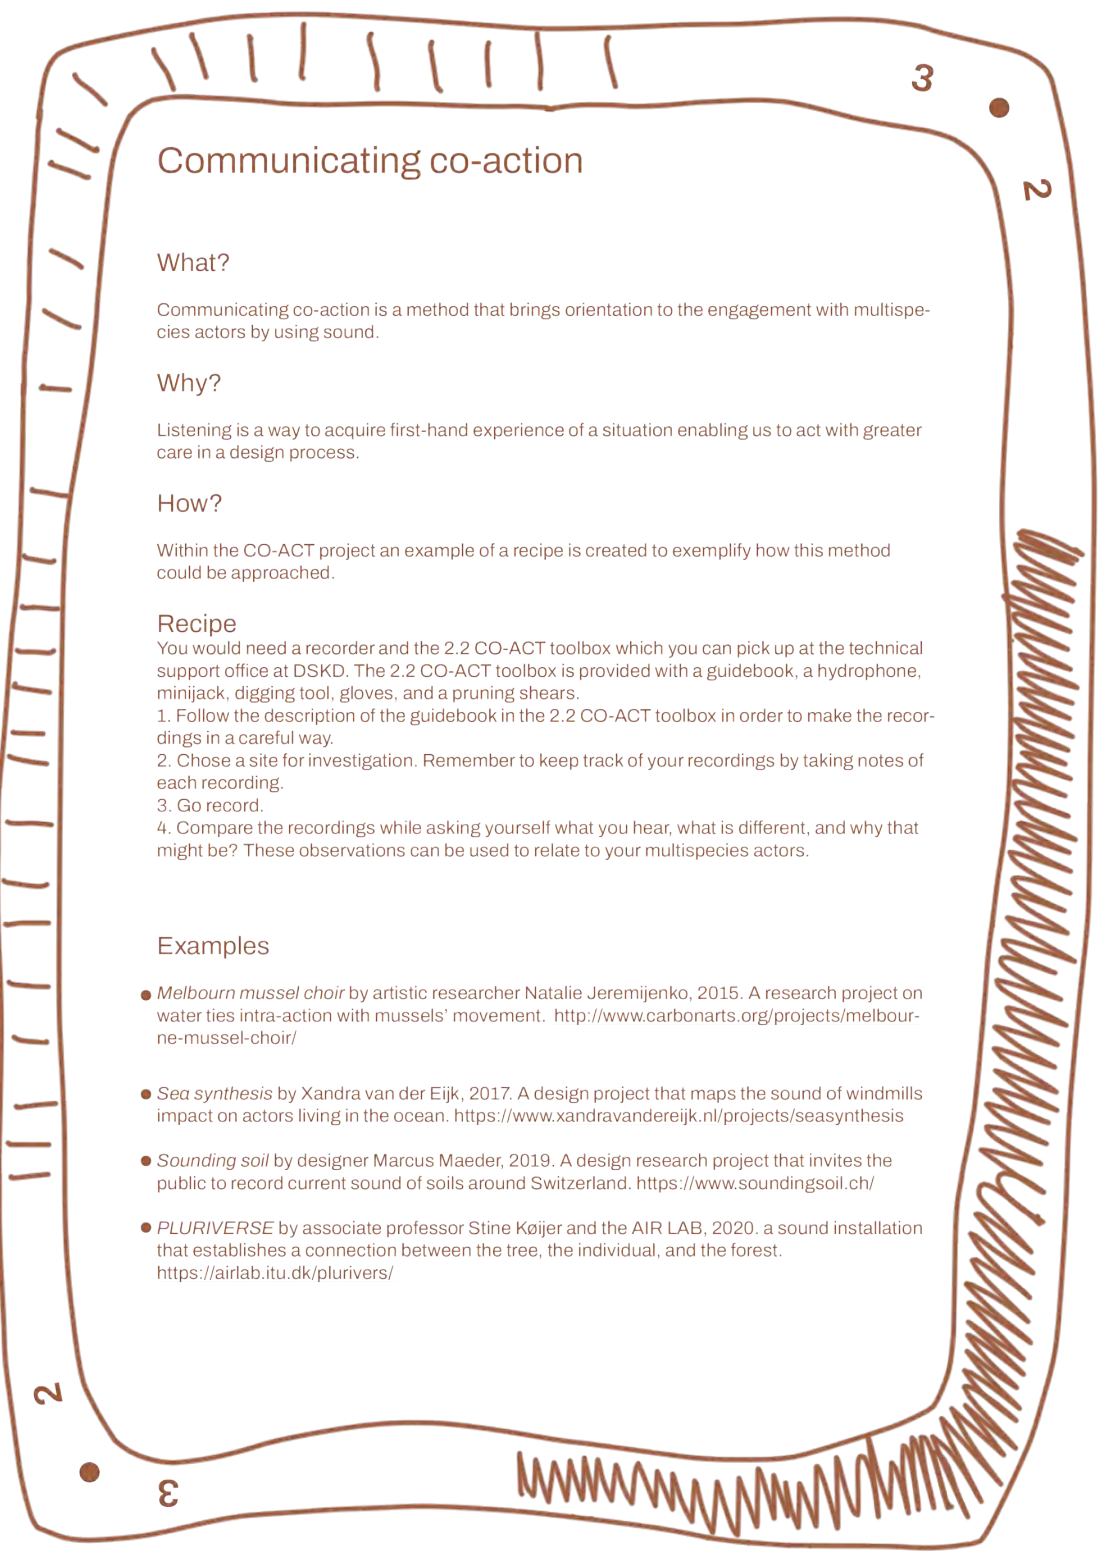 3
2
Communicating co-action
What?
Communicating co-action is a method that brings orientation to the engagement with multispe-
cies actors by using sound.
Why?
Listening is a way to acquire first-hand experience of a situation enabling us to act with greater
care in a design process.
How?
Within the CO-ACT project an example of a recipe is created to exemplify how this method
could be approached.
Recipe
You would need a recorder and the 2.2 CO-ACT toolbox which you can pick up at the technical
support office at DSKD. The 2.2 CO-ACT toolbox is provided with a guidebook, a hydrophone,
minijack, digging tool, gloves, and a pruning shears.
1. Follow the description of the guidebook in the 2.2 CO-ACT toolbox in order to make the recor-
dings in a careful way.
2. Chose a site for investigation. Remember to keep track of your recordings by taking notes of
each recording.
3. Go record.
4. Compare the recordings while asking yourself what you hear, what is different, and why that
might be? These observations can be used to relate to your multispecies actors.
Examples
• Melbourn mussel choir by artistic researcher Natalie Jeremijenko, 2015. A research project on
water ties intra-action with mussels’ movement. http://www.carbonarts.org/projects/melbour-
ne-mussel-choir/
• Sea synthesis by Xandra van der Eijk, 2017. A design project that maps the sound of windmills
impact on actors living in the ocean. https://www.xandravandereijk.nl/projects/seasynthesis
• Sounding soil by designer Marcus Maeder, 2019. A design research project that invites the
public to record current sound of soils around Switzerland. https://www.soundingsoil.ch/
• PLURIVERSE by associate professor Stine Køijer and the AIR LAB, 2020. a sound installation
that establishes a connection between the tree, the individual, and the forest.
https://airlab.itu.dk/plurivers/
2
3